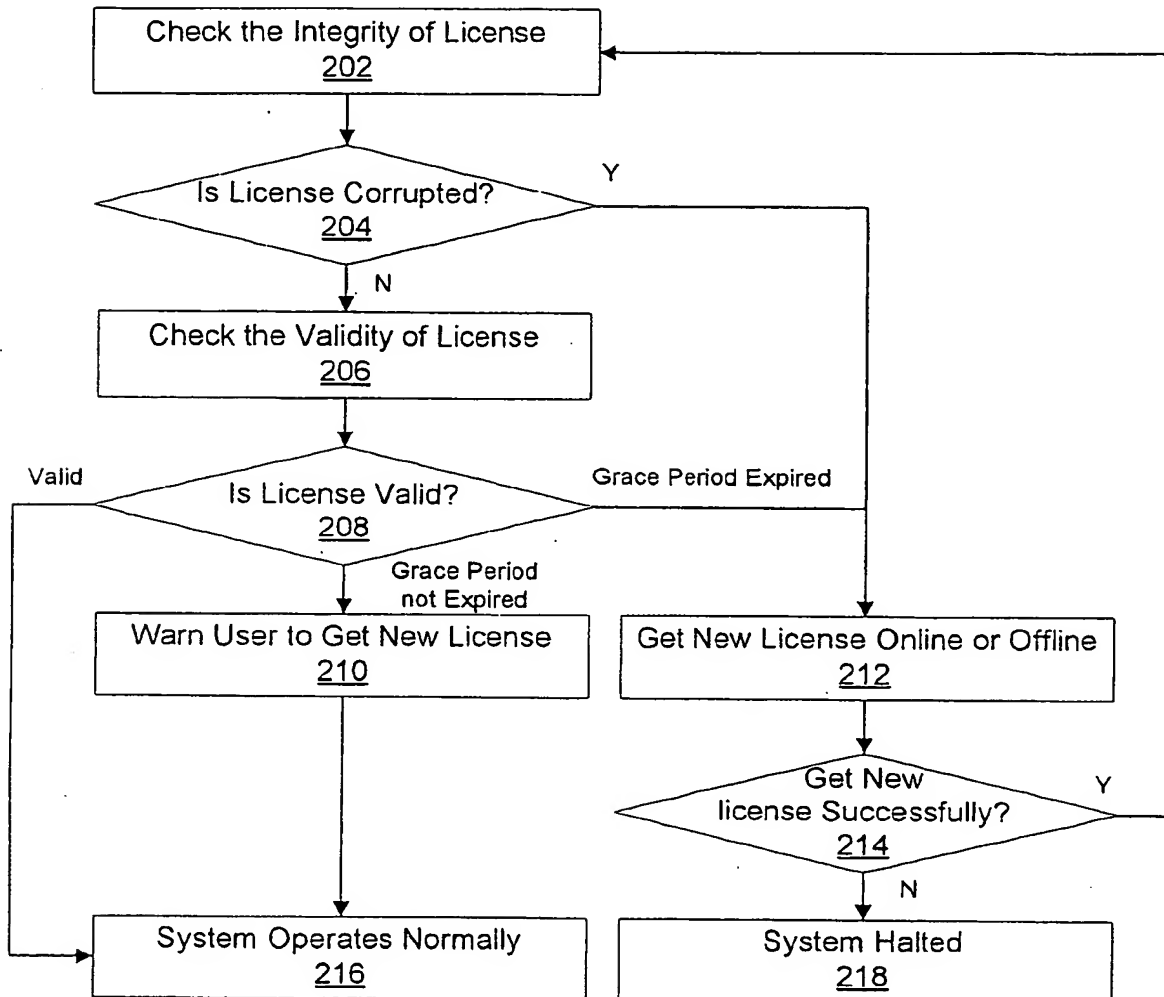 Check the Integrity of License
202
Is License Corrupted?
204
Y
N
Check the Validity of License
206
Valid
Is License Valid?
208
Grace Period Expired
Grace Period
not Expired
Warn User to Get New License
210
Get New License Online or Offline
212
Get New
license Successfully?
214
Y
N
System Operates Normally
216
System Halted
218